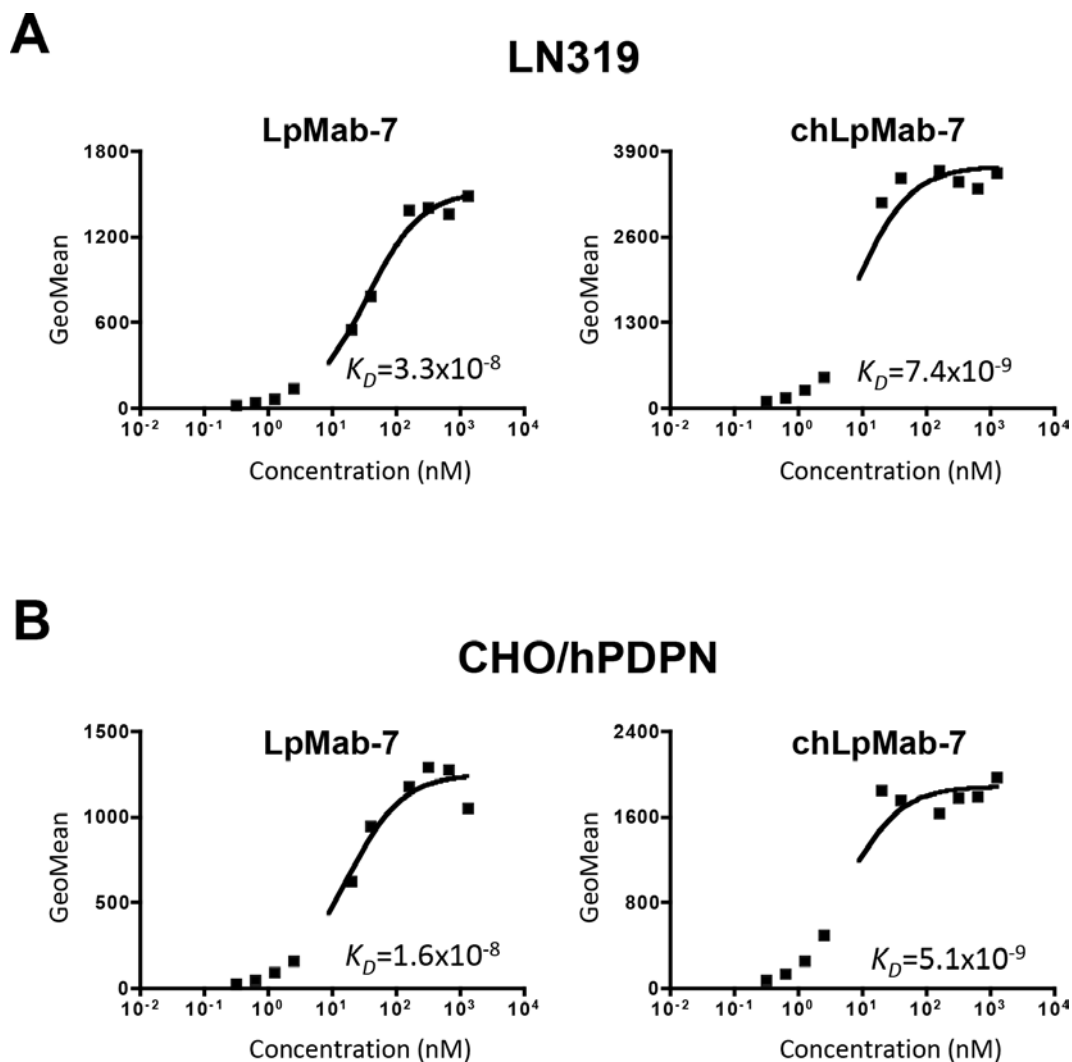 A
LN319
LpMab-7
1800
1200
600
0
GeoMean
K_D=3.3x10^-8
10^-2 10^-1 10^0 10^1 10^2 10^3 10^4
Concentration (nM)
chLpMab-7
3900
2600
1300
0
GeoMean
K_D=7.4x10^-9
10^-2 10^-1 10^0 10^1 10^2 10^3 10^4
Concentration (nM)
B
CHO/hPDPN
LpMab-7
1500
1000
500
0
GeoMean
K_D=1.6x10^-8
10^-2 10^-1 10^0 10^1 10^2 10^3 10^4
Concentration (nM)
chLpMab-7
2400
1600
800
0
GeoMean
K_D=5.1x10^-9
10^-2 10^-1 10^0 10^1 10^2 10^3 10^4
Concentration (nM)